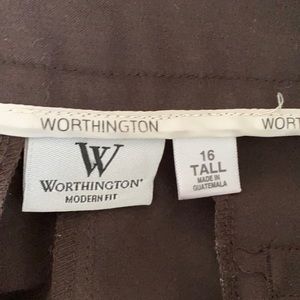 WORTHINGTON
WORT
W
WORTHINGTON®
MODERN FIT
16
TALL
MADE IN
GUATEMALA